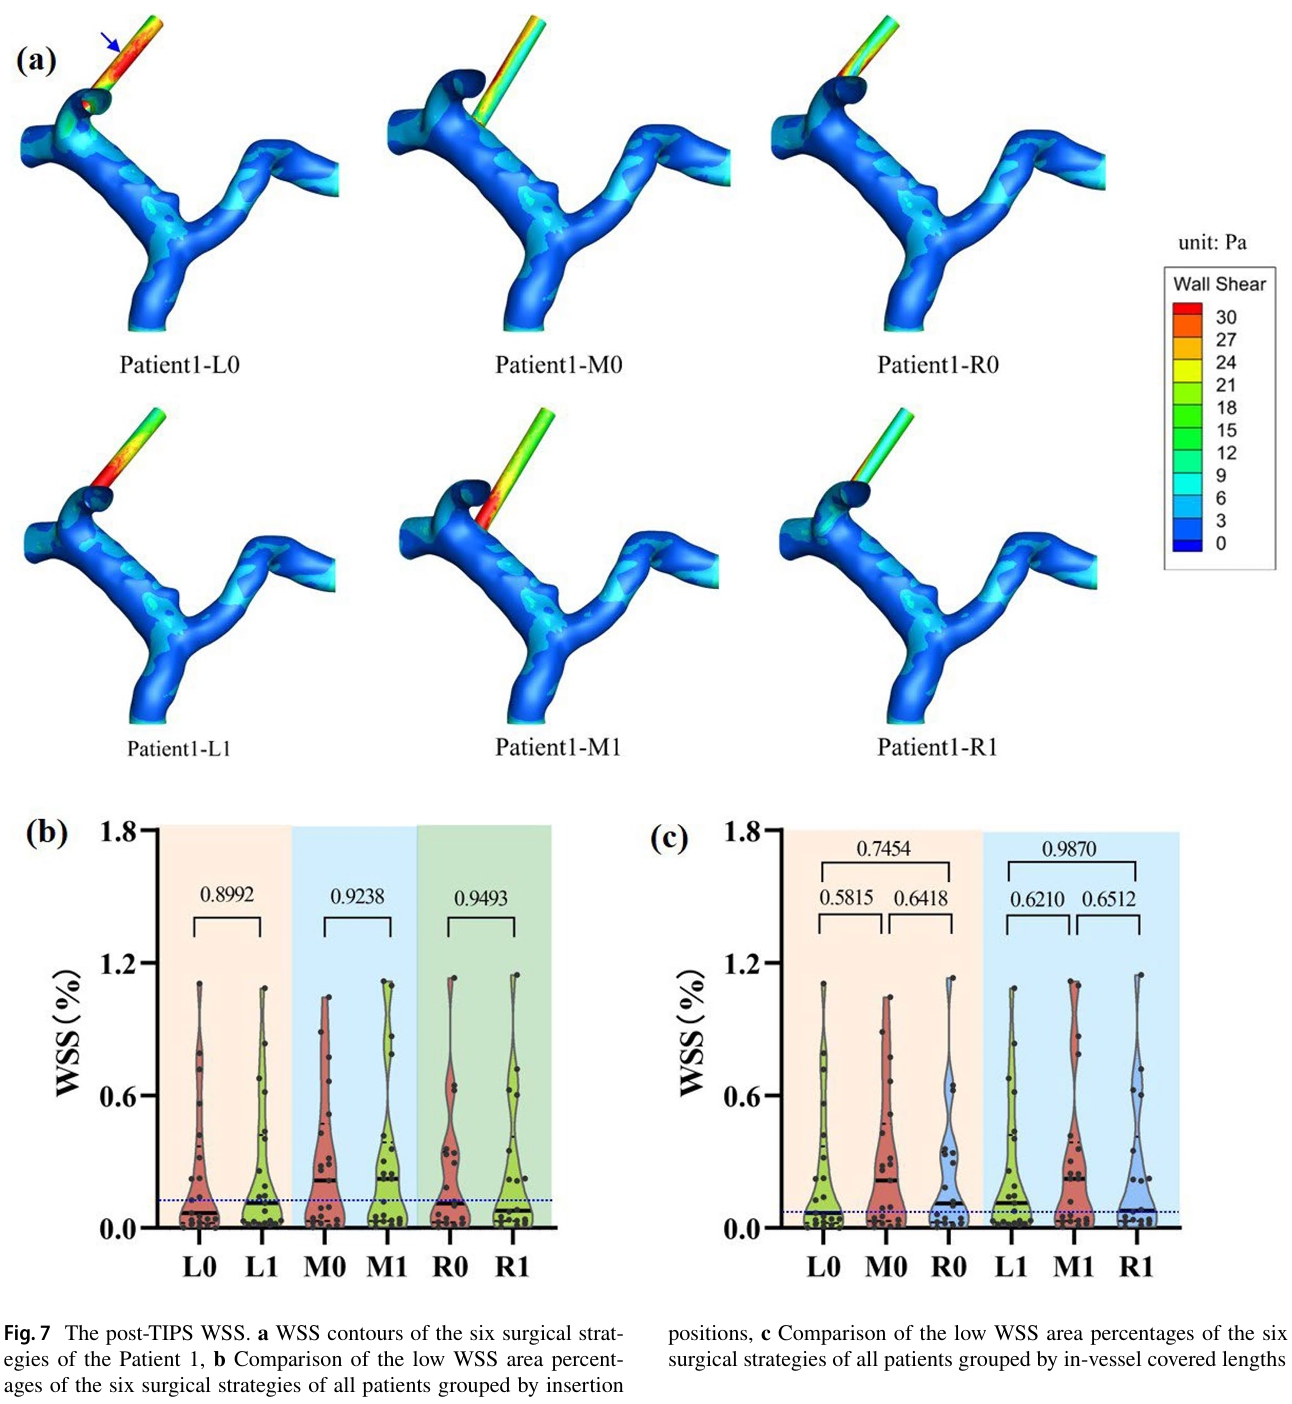 (a)
unit: Pa
Wall Shear
30
27
24
21
18
15
12
9
6
3
0
Patient1-L0
Patient1-M0
Patient1-R0
Patient1-L1
Patient1-M1
Patient1-R1
(b)
WSS(%)
1.8
1.2
0.6
0.0
0.8992
0.9238
0.9493
L0 L1 M0 M1 R0 R1
(c)
WSS(%)
1.8
1.2
0.6
0.0
0.7454
0.9870
0.5815 0.6418 0.6210 0.6512
L0 M0 R0 L1 M1 R1
Fig. 7 The post-TIPS WSS. a WSS contours of the six surgical strat-
egies of the Patient 1, b Comparison of the low WSS area percent-
ages of the six surgical strategies of all patients grouped by insertion
positions, c Comparison of the low WSS area percentages of the six
surgical strategies of all patients grouped by in-vessel covered lengths